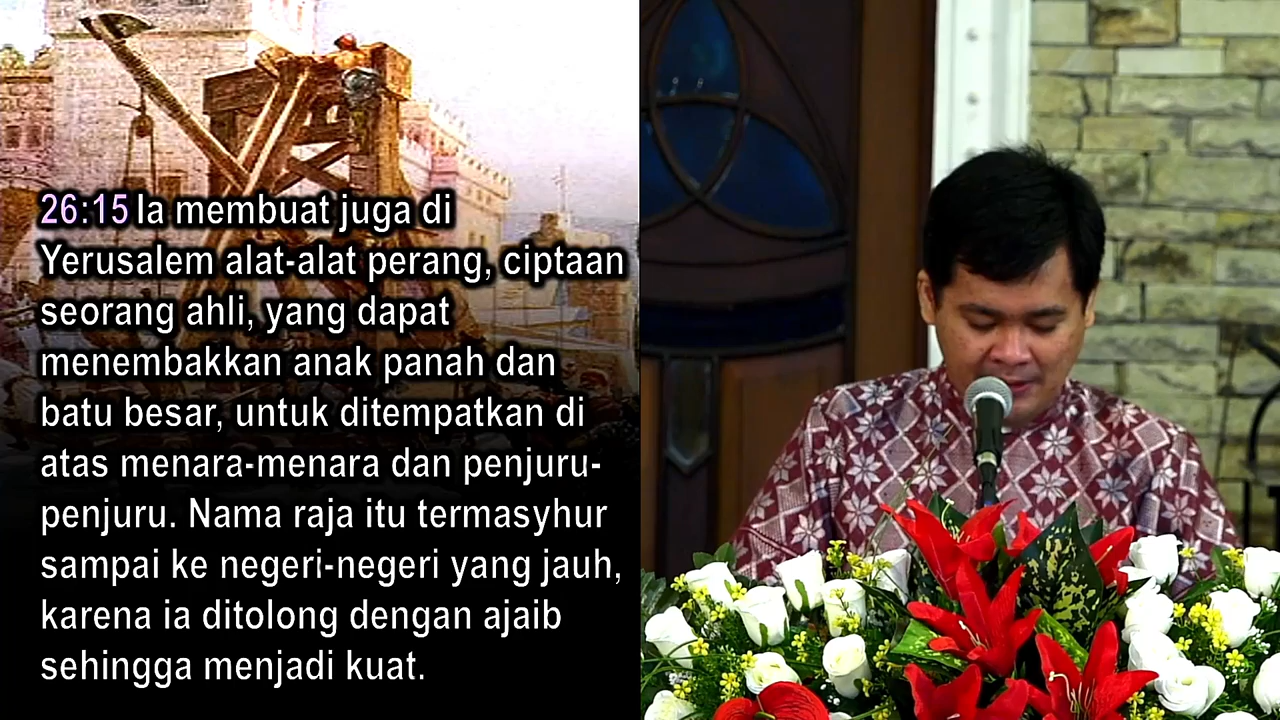 26:15 Ia membuat juga di
Yerusalem alat-alat perang, ciptaan
seorang ahli, yang dapat
menembakkan anak panah dan
batu besar, untuk ditempatkan di
atas menara-menara dan penjuru-
penjuru. Nama raja itu termasyhur
sampai ke negeri-negeri yang jauh,
karena ia ditolong dengan ajaib
sehingga menjadi kuat.